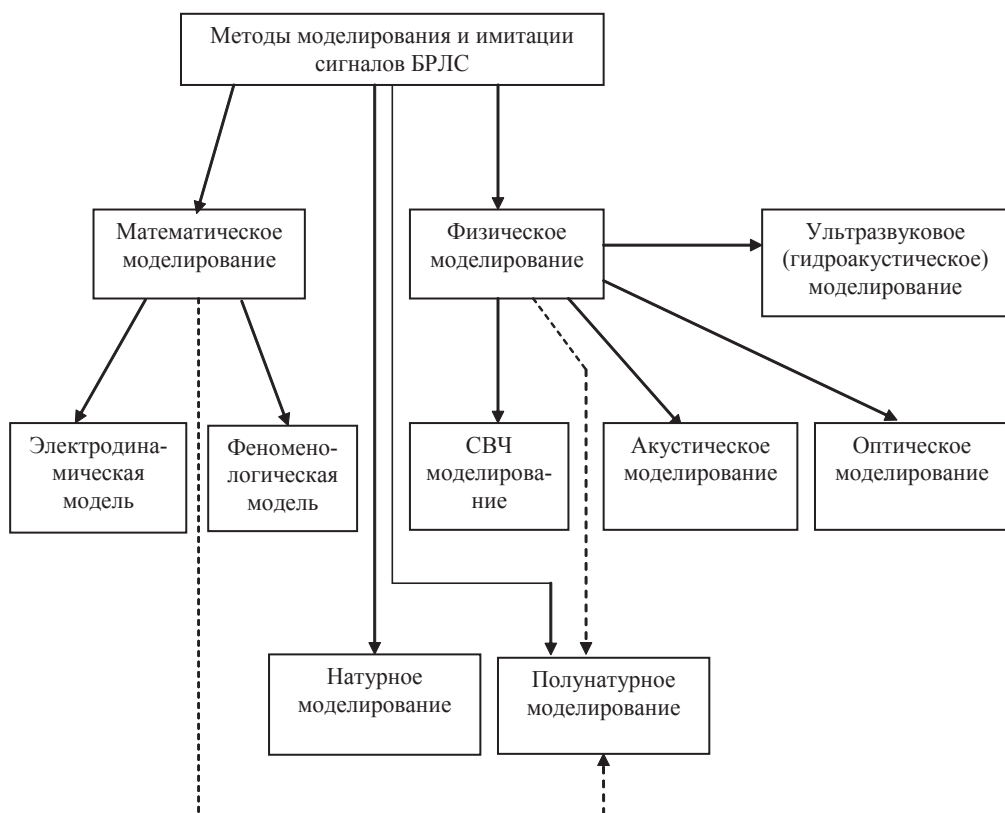 Методы моделирования и имитации
сигналов БРЛС
Математическое
моделирование
Физическое
моделирование
Ультразвуковое
(гидроакустическое)
моделирование
Электродина-
мическая
модель
Феномено-
логическая
модель
СВЧ
моделирова-
ние
Акустическое
моделирование
Оптическое
моделирование
Натурное
моделирование
Полунатурное
моделирование